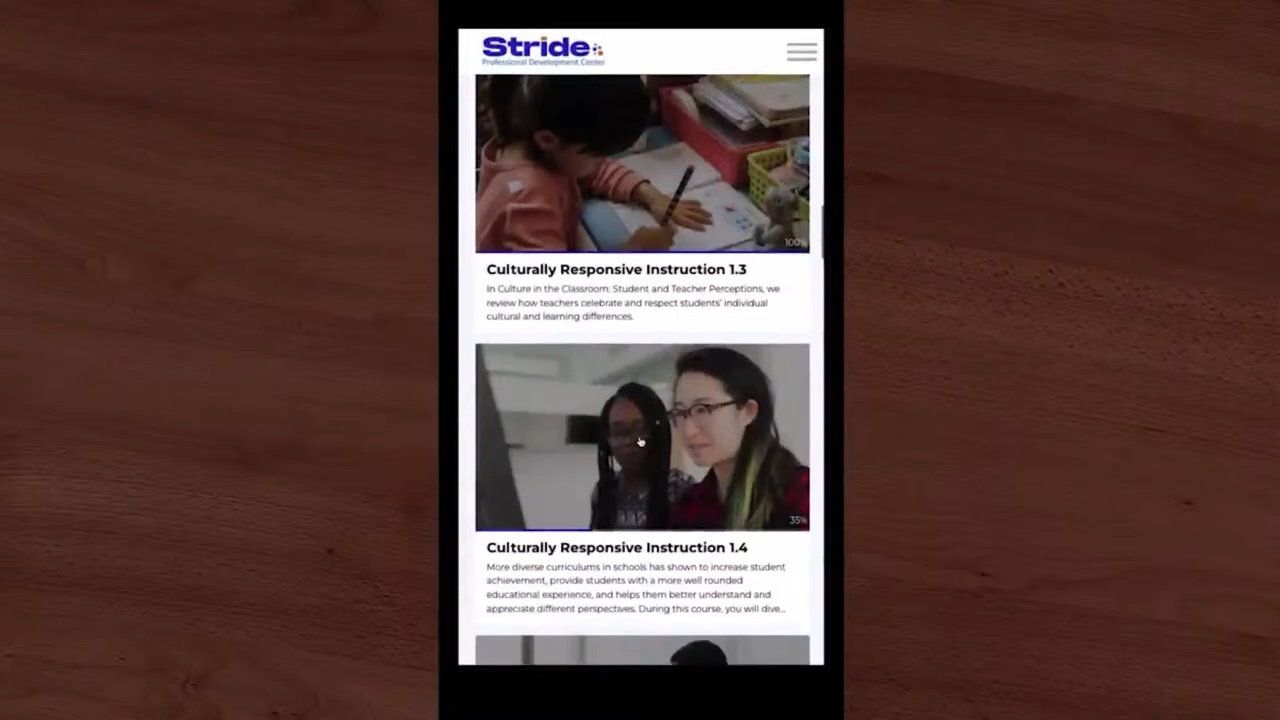 Stride
Professional Development Center
100%
Culturally Responsive Instruction 1.3
In Culture in the Classroom: Student and Teacher Perceptions, we
review how teachers celebrate and respect students' individual
cultural and learning differences.
35%
Culturally Responsive Instruction 1.4
More diverse curriculums in schools has shown to increase student
achievement, provide students with a more well rounded
educational experience, and helps them better understand and
appreciate different perspectives. During this course, you will dive...